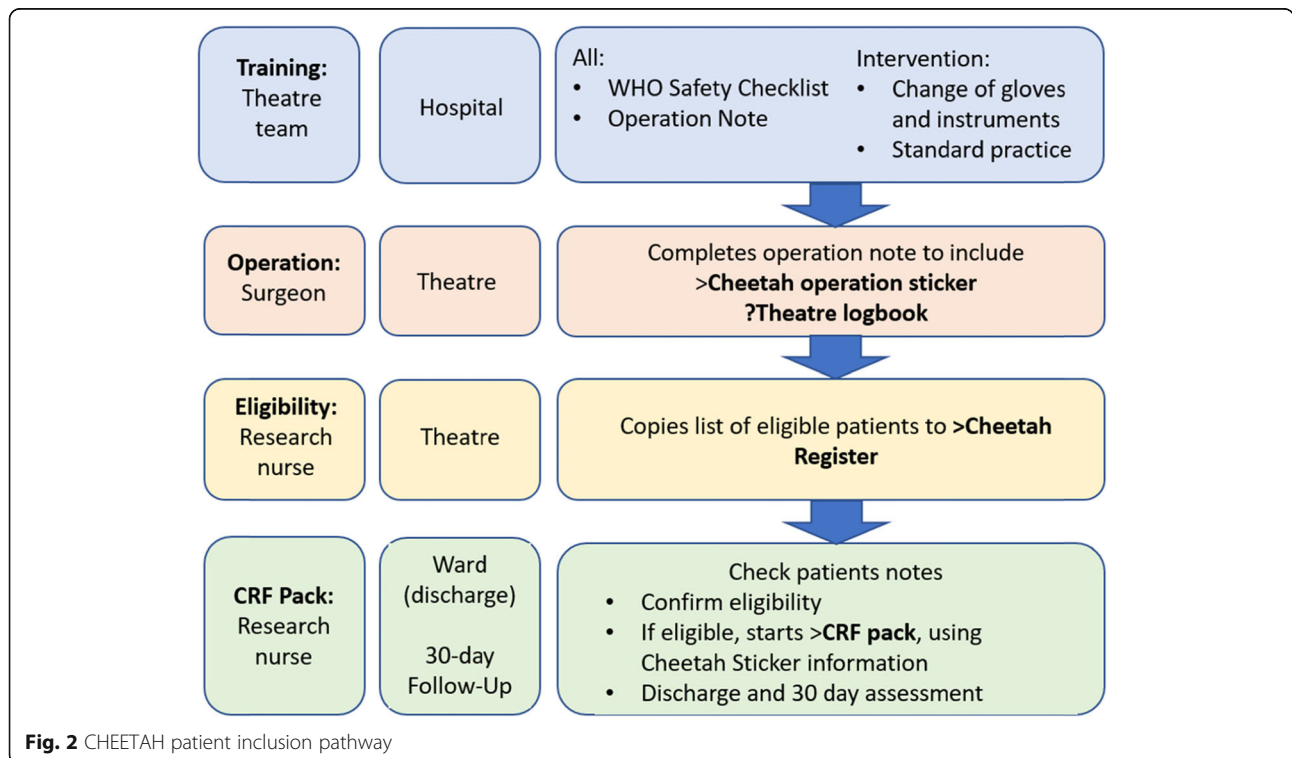 Training:
Theatre
team
Hospital
All:
• WHO Safety Checklist
• Operation Note
Intervention:
• Change of gloves
and instruments
• Standard practice
Operation:
Surgeon
Theatre
Completes operation note to include
>Cheetah operation sticker
?Theatre logbook
Eligibility:
Research
nurse
Theatre
Copies list of eligible patients to >Cheetah
Register
CRF Pack:
Research
nurse
Ward
(discharge)
30-day
Follow-Up
Check patients notes
• Confirm eligibility
• If eligible, starts >CRF pack, using
Cheetah Sticker information
• Discharge and 30 day assessment
Fig. 2 CHEETAH patient inclusion pathway